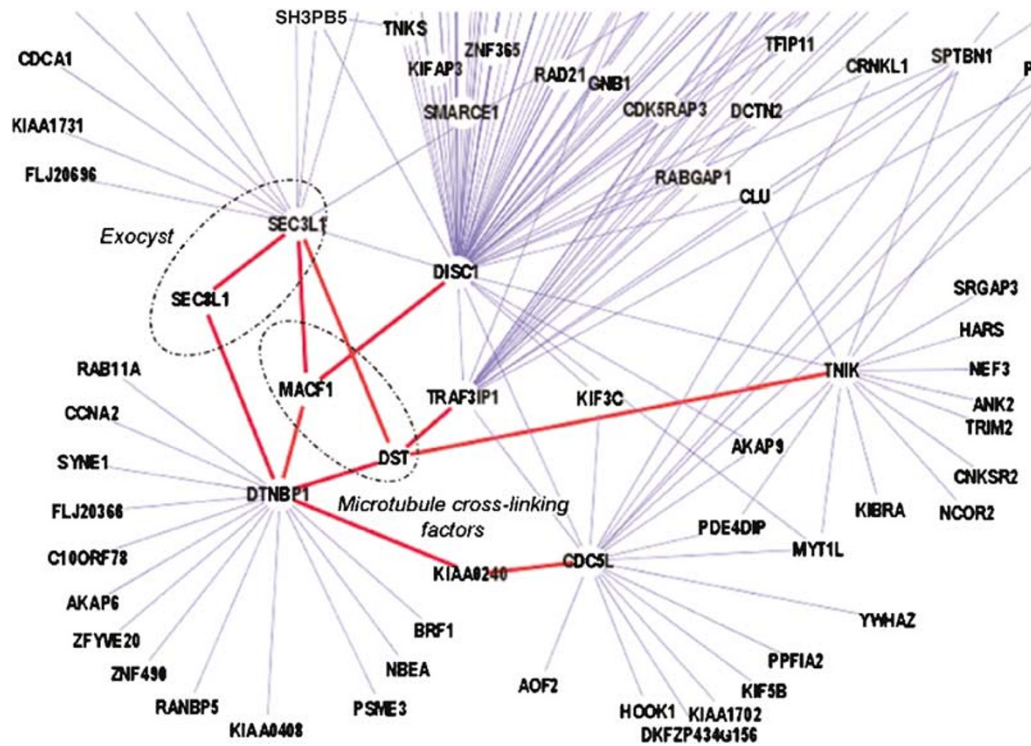 SH3PB5
TNKS
ZNF365
TFIP11
CDCA1
KIFAP3
RAD21
GNB1
CRNKL1
SPTBN1
P
SMARCE1
CDK5RAP3
DCTN2
KIAA1731
FLJ20696
RABGAP1
CLU
SEC3L1
Exocyst
DISC1
SEC8L1
SRGAP3
HARS
RAB11A
TNIK
NEF3
MACF1
TRAF3IP1
KIF3C
ANK2
CCNA2
TRIM2
AKAP9
SYNE1
DST
CNKSR2
DTNBP1
Microtubule cross-linking
factors
FLJ20366
KIBRA
NCOR2
PDE4DIP
MYT1L
C10ORF78
KIAA0240
CDC5L
AKAP6
YWHAZ
BRF1
ZFYVE20
NBEA
PPFIA2
ZNF490
AOF2
KIF5B
RANBP5
PSME3
HOOK1
KIAA1702
KIAA0408
DKFZP434G156